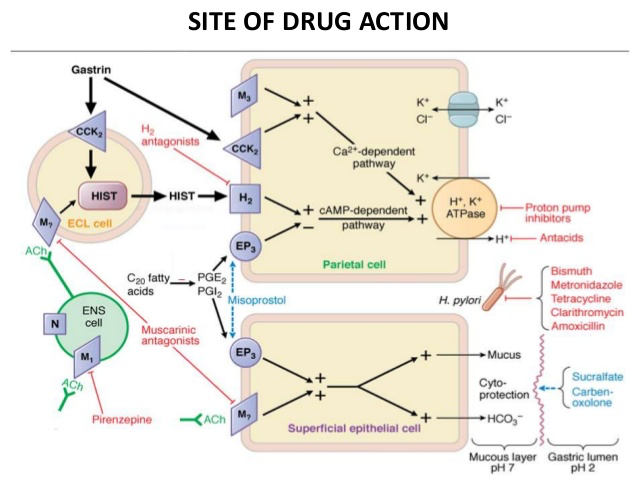 SITE OF DRUG ACTION
Gastrin
CCK₂
H₂
antagonists
HIST
HIST
M?
ECL cell
ACh
M₃
CCK₂
H₂
EP₃
+
+
Ca²⁺-dependent
pathway
+
–
cAMP-dependent
pathway
+
+
Parietal cell
K⁺
Cl⁻
K⁺
Cl⁻
K⁺
H⁺, K⁺
ATPase
H⁺
Proton pump
inhibitors
Antacids
C₂₀ fatty
acids
–
PGE₂
PGI₂
Misoprostol
H. pylori
Bismuth
Metronidazole
Tetracycline
Clarithromycin
Amoxicillin
ENS
cell
N
M₁
ACh
Pirenzepine
Muscarinic
antagonists
EP₃
M?
ACh
+
+
+
+
Superficial epithelial cell
Mucus
Cyto-
protection
HCO₃⁻
Sucralfate
Carben-
oxolone
Mucous layer
pH 7
Gastric lumen
pH 2